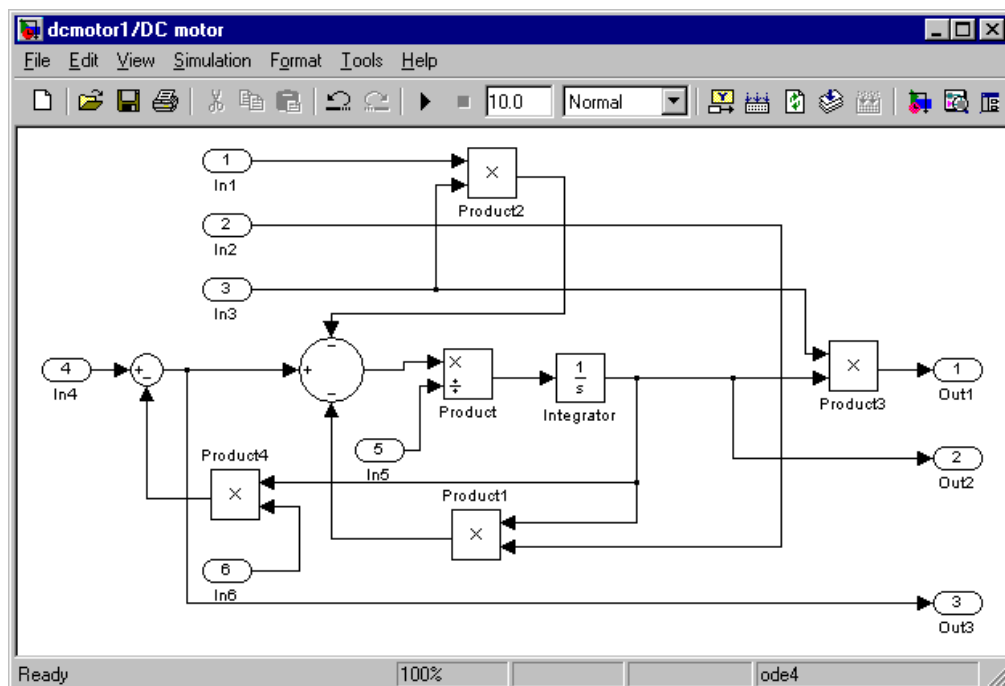 dcmotor1/DC motor
File Edit View Simulation Format Tools Help
10.0 Normal
1
In1
×
Product2
2
In2
3
In3
4
In4
+
−
−
+
−
×
÷
Product
1
s
Integrator
×
Product3
1
Out1
5
In5
2
Out2
Product4
×
Product1
×
6
In6
3
Out3
Ready 100% ode4